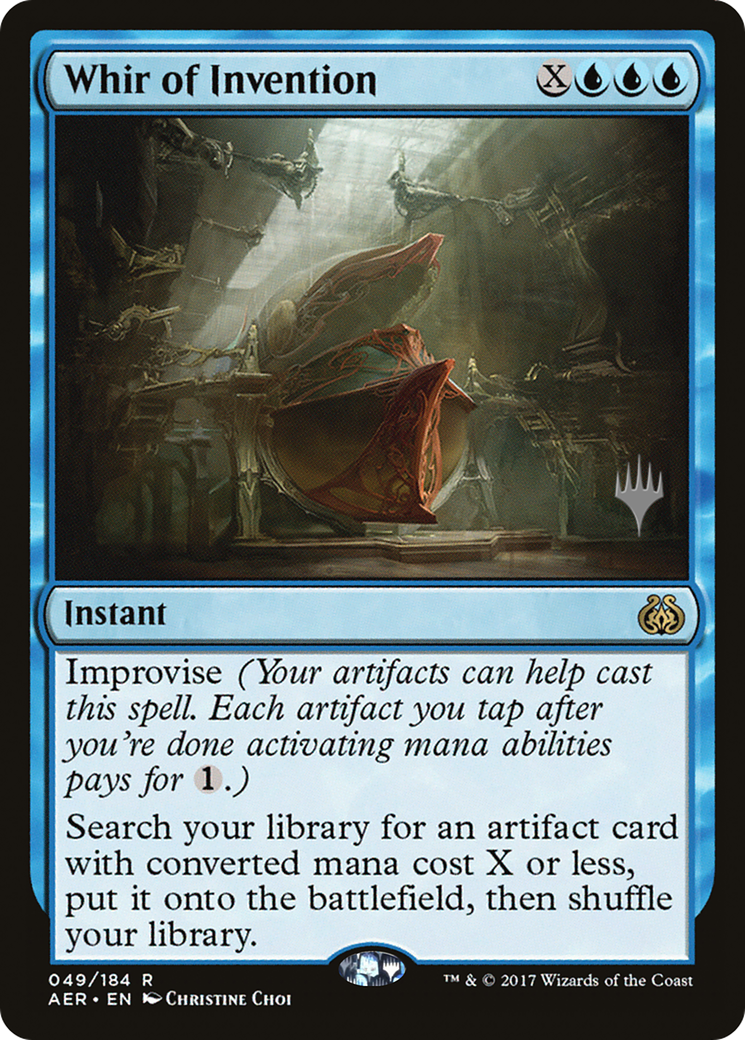 Whir of Invention X
Instant
Improvise (Your artifacts can help cast
this spell. Each artifact you tap after
you're done activating mana abilities
pays for 1.)
Search your library for an artifact card
with converted mana cost X or less,
put it onto the battlefield, then shuffle
your library.
049/184 R
™ & © 2017 Wizards of the Coast
AER • EN Christine Choi